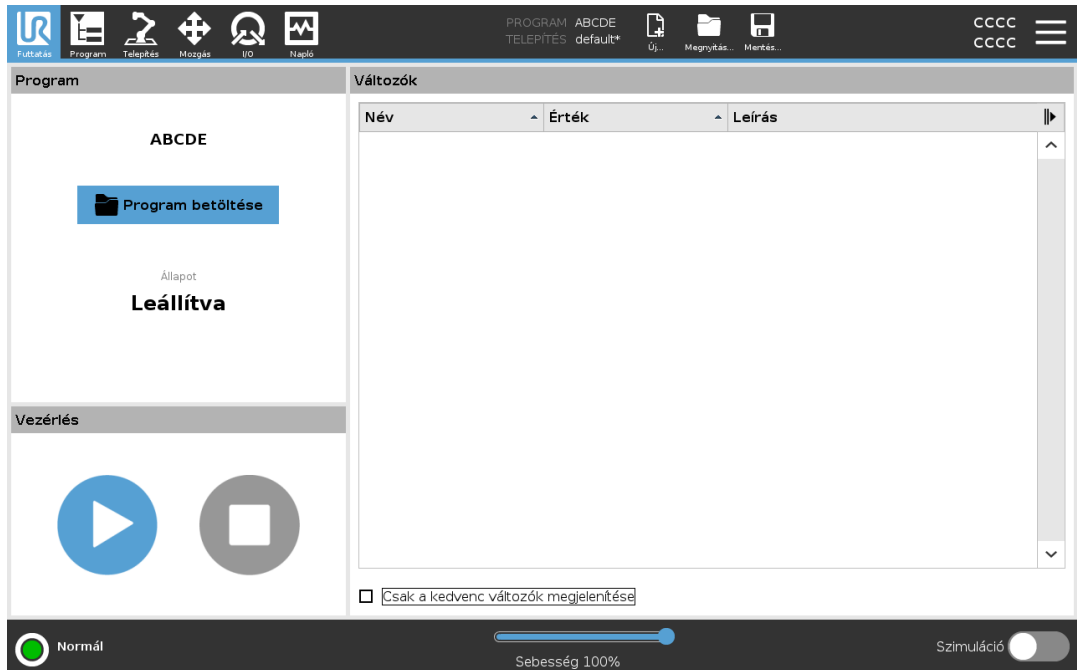 UR
PROGRAM ABCDE
TELEPÍTÉS default*
CCCC
CCCC
Futtatás Program Telepítés Mozgás I/O Napló
Új... Megnyitás... Mentés...
Program
Változók
Név Érték Leírás
ABCDE
Program betöltése
Állapot
Leállítva
Vezérlés
Csak a kedvenc változók megjelenítése
Normál
Sebesség 100%
Szimuláció